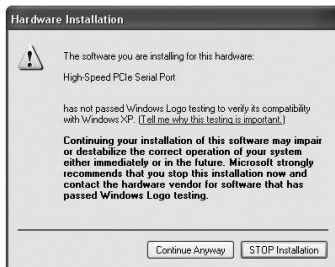 Hardware Installation
The software you are installing for this hardware:
High-Speed PCIe Serial Port
has not passed Windows Logo testing to verify its compatibility
with Windows XP. (Tell me why this testing is important.)
Continuing your installation of this software may impair
or destabilize the correct operation of your system
either immediately or in the future. Microsoft strongly
recommends that you stop this installation now and
contact the hardware vendor for software that has
passed Windows Logo testing.
Continue Anyway
STOP Installation